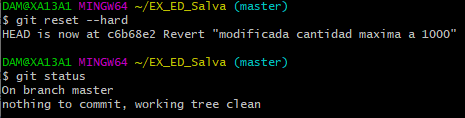 DAM@XA13A1 MINGW64 ~/EX_ED_Salva (master)
$ git reset --hard
HEAD is now at c6b68e2 Revert "modificada cantidad maxima a 1000"
DAM@XA13A1 MINGW64 ~/EX_ED_Salva (master)
$ git status
On branch master
nothing to commit, working tree clean